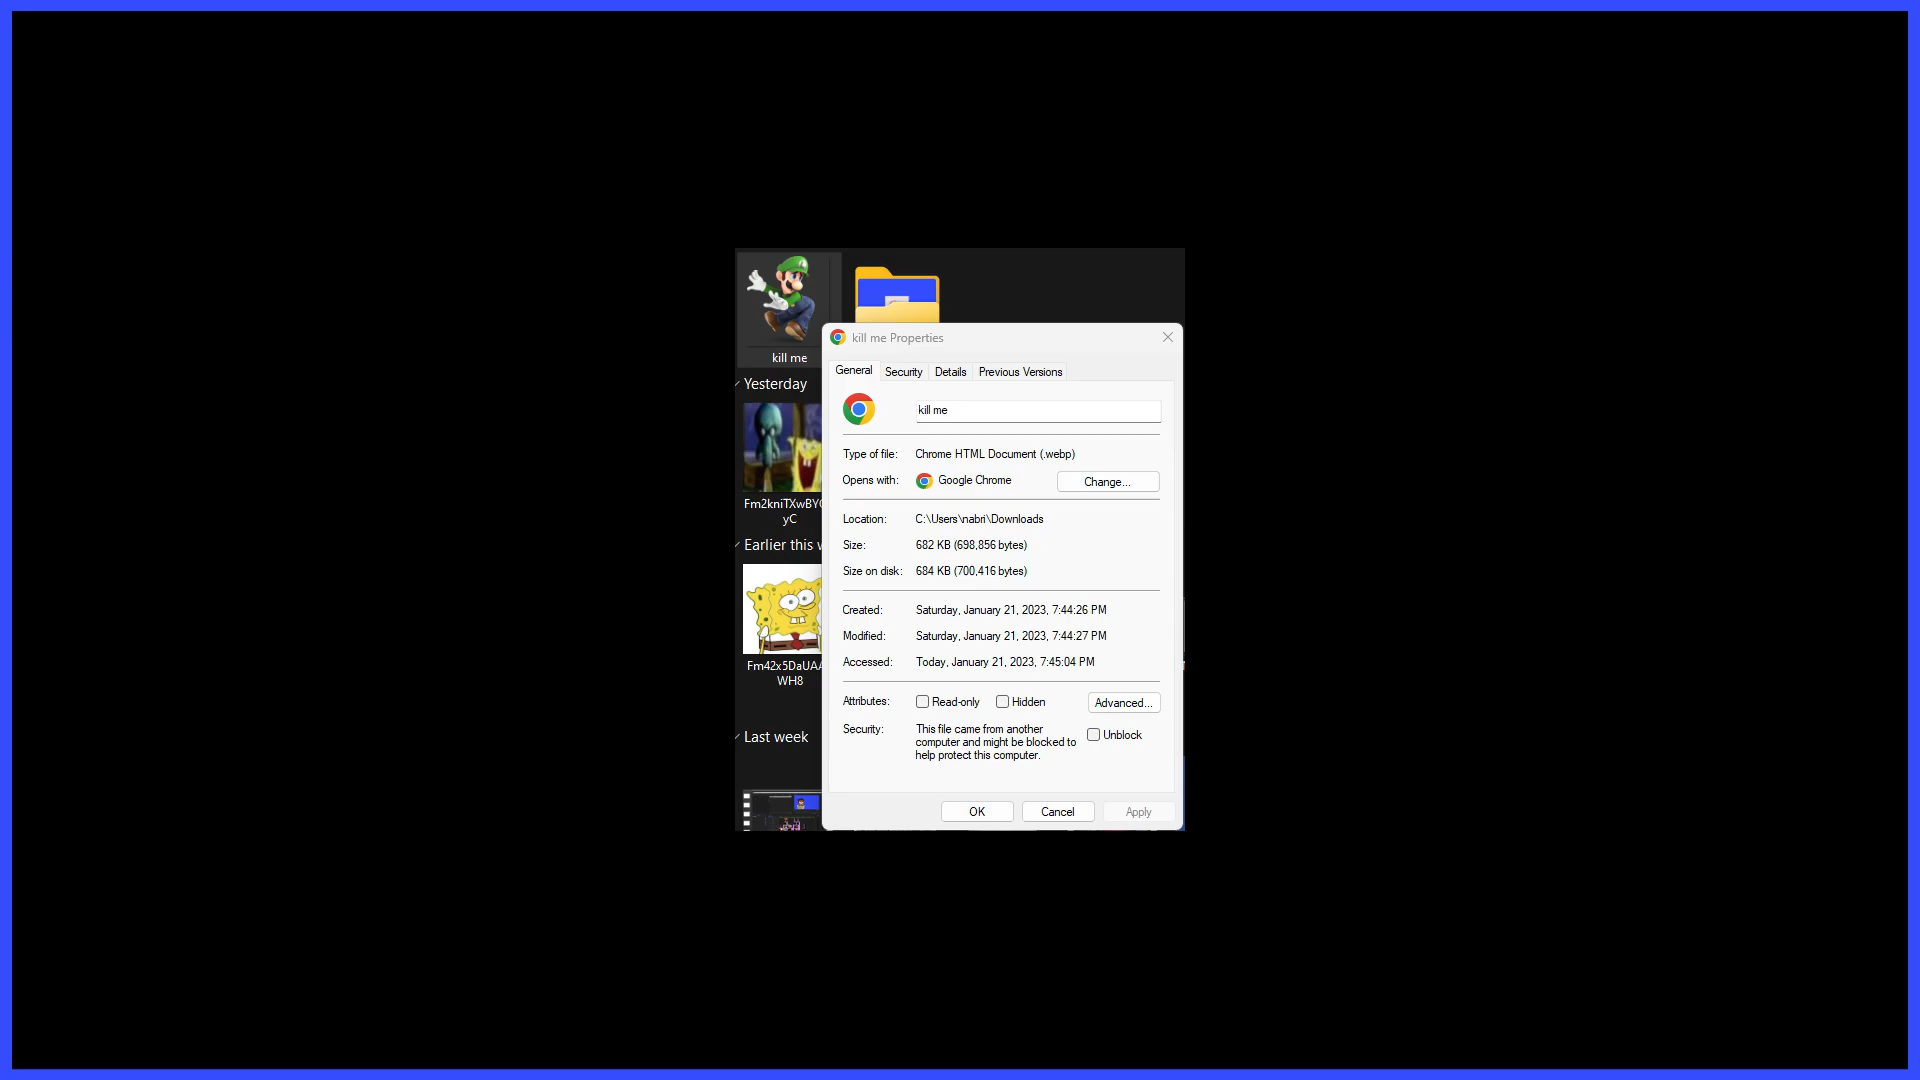 kill me
Yesterday
Fm2kniTXwBY
yC
Earlier this
Fm42x5DaUAA
WH8
Last week
kill me Properties
General Security Details Previous Versions
kill me
Type of file: Chrome HTML Document (.webp)
Opens with: Google Chrome Change...
Location: C:\Users\nabri\Downloads
Size: 682 KB (698,856 bytes)
Size on disk: 684 KB (700,416 bytes)
Created: Saturday, January 21, 2023, 7:44:26 PM
Modified: Saturday, January 21, 2023, 7:44:27 PM
Accessed: Today, January 21, 2023, 7:45:04 PM
Attributes: Read-only Hidden Advanced...
Security: This file came from another
computer and might be blocked to
help protect this computer.
Unblock
OK Cancel Apply